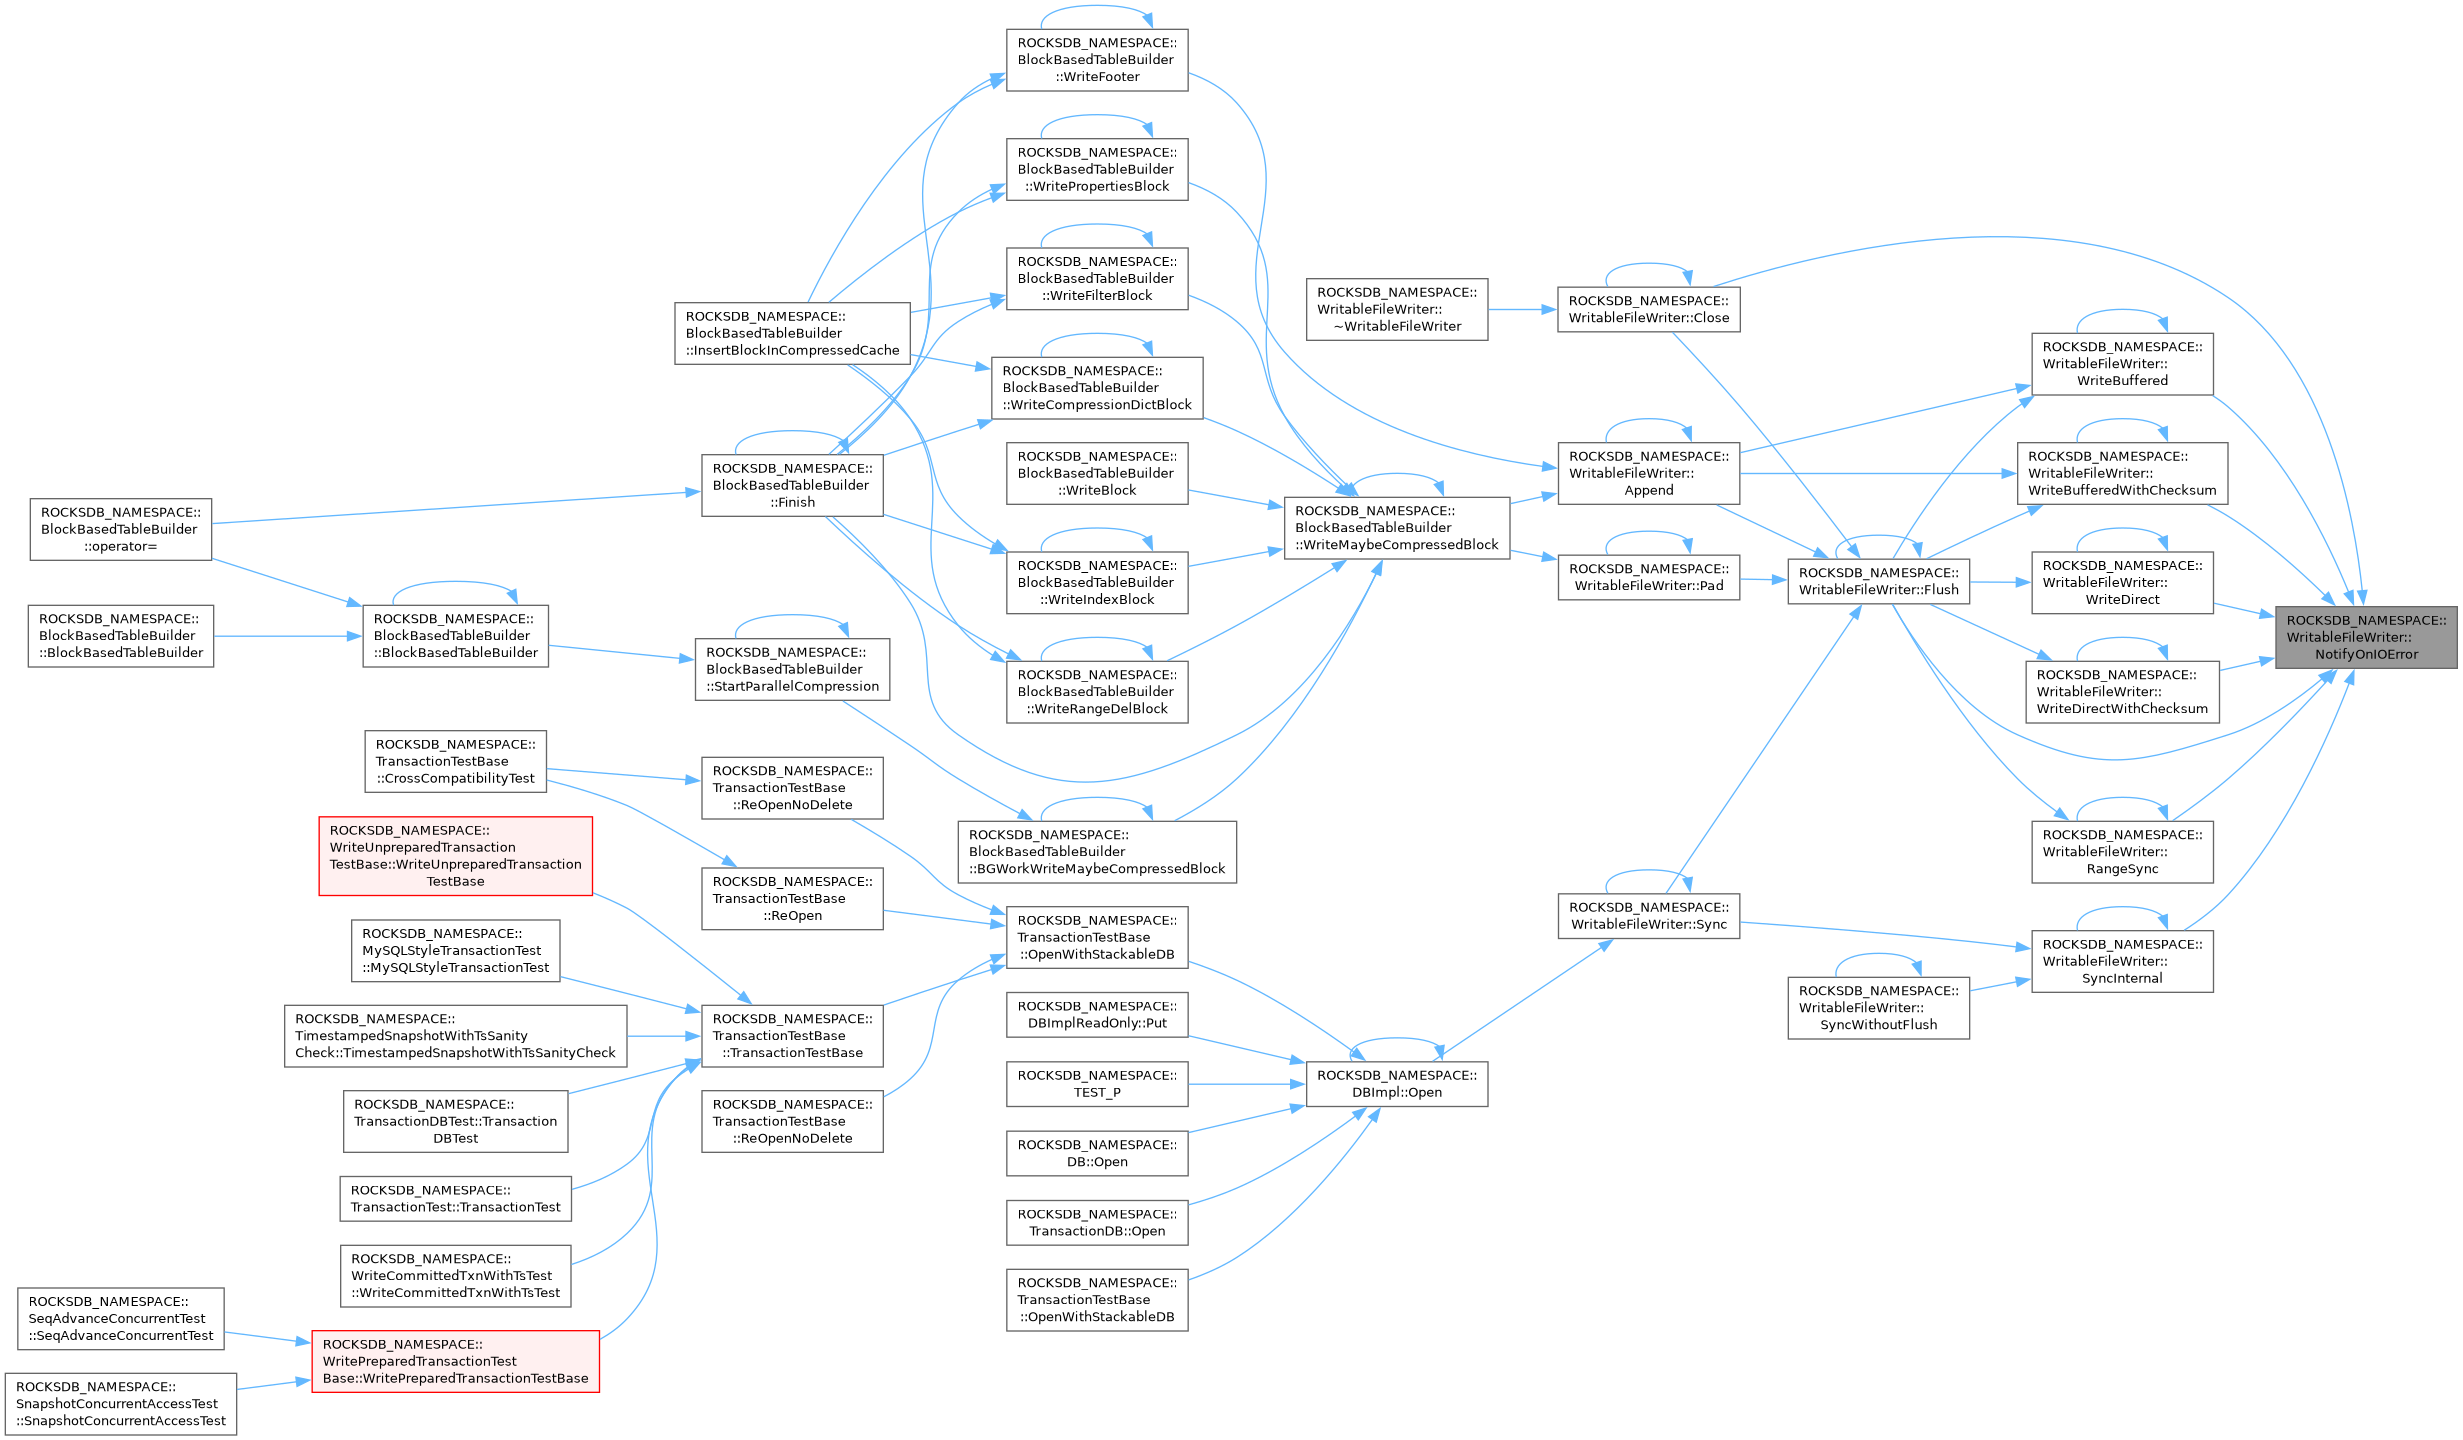 ROCKSDB_NAMESPACE::
BlockBasedTableBuilder
::WriteFooter
ROCKSDB_NAMESPACE::
BlockBasedTableBuilder
::WritePropertiesBlock
ROCKSDB_NAMESPACE::
BlockBasedTableBuilder
::WriteFilterBlock
ROCKSDB_NAMESPACE::
WritableFileWriter::
~WritableFileWriter
ROCKSDB_NAMESPACE::
WritableFileWriter::Close
ROCKSDB_NAMESPACE::
BlockBasedTableBuilder
::InsertBlockInCompressedCache
ROCKSDB_NAMESPACE::
WritableFileWriter::
WriteBuffered
ROCKSDB_NAMESPACE::
BlockBasedTableBuilder
::WriteCompressionDictBlock
ROCKSDB_NAMESPACE::
BlockBasedTableBuilder
::Finish
ROCKSDB_NAMESPACE::
BlockBasedTableBuilder
::WriteBlock
ROCKSDB_NAMESPACE::
WritableFileWriter::
Append
ROCKSDB_NAMESPACE::
WritableFileWriter::
WriteBufferedWithChecksum
ROCKSDB_NAMESPACE::
BlockBasedTableBuilder
::operator=
ROCKSDB_NAMESPACE::
BlockBasedTableBuilder
::WriteMaybeCompressedBlock
ROCKSDB_NAMESPACE::
BlockBasedTableBuilder
::WriteIndexBlock
ROCKSDB_NAMESPACE::
WritableFileWriter::Pad
ROCKSDB_NAMESPACE::
WritableFileWriter::Flush
ROCKSDB_NAMESPACE::
WritableFileWriter::
WriteDirect
ROCKSDB_NAMESPACE::
BlockBasedTableBuilder
::BlockBasedTableBuilder
ROCKSDB_NAMESPACE::
BlockBasedTableBuilder
::BlockBasedTableBuilder
ROCKSDB_NAMESPACE::
BlockBasedTableBuilder
::StartParallelCompression
ROCKSDB_NAMESPACE::
BlockBasedTableBuilder
::WriteRangeDelBlock
ROCKSDB_NAMESPACE::
WritableFileWriter::
WriteDirectWithChecksum
ROCKSDB_NAMESPACE::
WritableFileWriter::
NotifyOnIOError
ROCKSDB_NAMESPACE::
TransactionTestBase
::CrossCompatibilityTest
ROCKSDB_NAMESPACE::
TransactionTestBase
::ReOpenNoDelete
ROCKSDB_NAMESPACE::
WriteUnpreparedTransaction
TestBase::WriteUnpreparedTransaction
TestBase
ROCKSDB_NAMESPACE::
TransactionTestBase
::ReOpen
ROCKSDB_NAMESPACE::
BlockBasedTableBuilder
::BGWorkWriteMaybeCompressedBlock
ROCKSDB_NAMESPACE::
WritableFileWriter::
RangeSync
ROCKSDB_NAMESPACE::
MySQLStyleTransactionTest
::MySQLStyleTransactionTest
ROCKSDB_NAMESPACE::
TransactionTestBase
::OpenWithStackableDB
ROCKSDB_NAMESPACE::
WritableFileWriter::Sync
ROCKSDB_NAMESPACE::
WritableFileWriter::
SyncInternal
ROCKSDB_NAMESPACE::
WritableFileWriter::
SyncWithoutFlush
ROCKSDB_NAMESPACE::
TimestampedSnapshotWithTsSanity
Check::TimestampedSnapshotWithTsSanityCheck
ROCKSDB_NAMESPACE::
TransactionTestBase
::TransactionTestBase
ROCKSDB_NAMESPACE::
DBImplReadOnly::Put
ROCKSDB_NAMESPACE::
TEST_P
ROCKSDB_NAMESPACE::
DBImpl::Open
ROCKSDB_NAMESPACE::
TransactionDBTest::Transaction
DBTest
ROCKSDB_NAMESPACE::
TransactionTestBase
::ReOpenNoDelete
ROCKSDB_NAMESPACE::
DB::Open
ROCKSDB_NAMESPACE::
TransactionTest::TransactionTest
ROCKSDB_NAMESPACE::
TransactionDB::Open
ROCKSDB_NAMESPACE::
WriteCommittedTxnWithTsTest
::WriteCommittedTxnWithTsTest
ROCKSDB_NAMESPACE::
TransactionTestBase
::OpenWithStackableDB
ROCKSDB_NAMESPACE::
SeqAdvanceConcurrentTest
::SeqAdvanceConcurrentTest
ROCKSDB_NAMESPACE::
WritePreparedTransactionTest
Base::WritePreparedTransactionTestBase
ROCKSDB_NAMESPACE::
SnapshotConcurrentAccessTest
::SnapshotConcurrentAccessTest